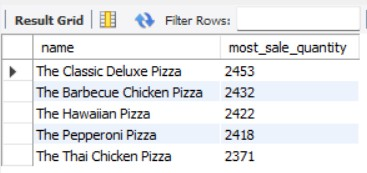 Result Grid Filter Rows:
name most_sale_quantity
The Classic Deluxe Pizza 2453
The Barbecue Chicken Pizza 2432
The Hawaiian Pizza 2422
The Pepperoni Pizza 2418
The Thai Chicken Pizza 2371